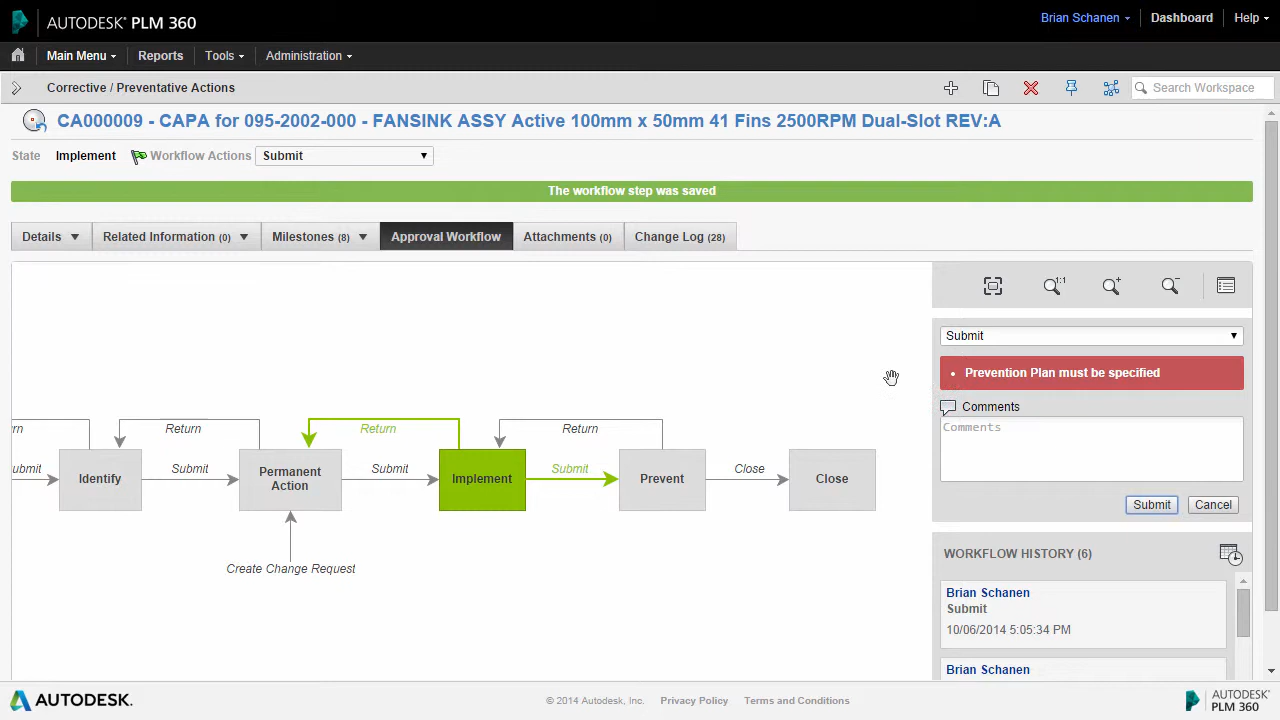 AUTODESK® PLM 360
Brian Schanen
Dashboard
Help
Main Menu
Reports
Tools
Administration
Corrective / Preventative Actions
Search Workspace
CA000009 - CAPA for 095-2002-000 - FANSINK ASSY Active 100mm x 50mm 41 Fins 2500RPM Dual-Slot REV:A
State
Implement
Workflow Actions
Submit
The workflow step was saved
Details
Related Information (0)
Milestones (8)
Approval Workflow
Attachments (0)
Change Log (28)
1:1
Submit
Prevention Plan must be specified
Comments
Comments
Submit
Cancel
rn
Return
Return
Return
ubmit
Identify
Submit
Permanent
Action
Submit
Implement
Submit
Prevent
Close
Close
Create Change Request
WORKFLOW HISTORY (6)
Brian Schanen
Submit
10/06/2014 5:05:34 PM
Brian Schanen
AUTODESK.
© 2014 Autodesk, Inc.
Privacy Policy
Terms and Conditions
AUTODESK®
PLM 360